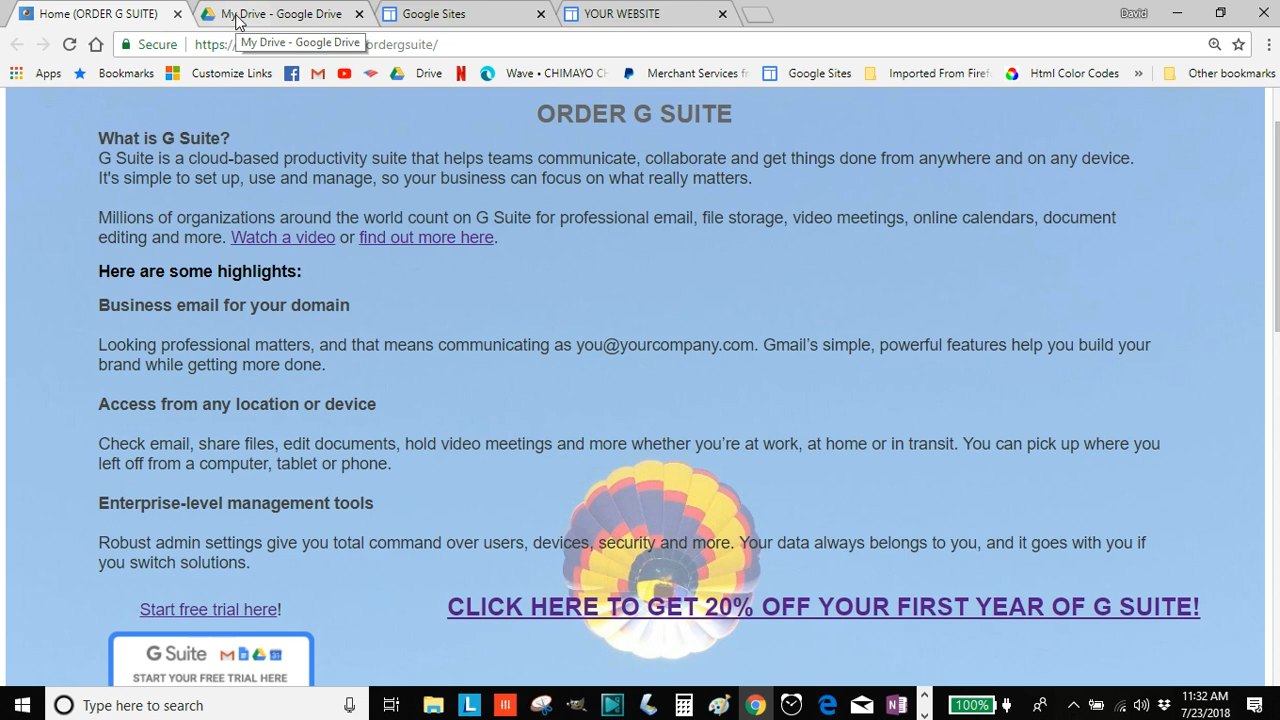 Home (ORDER G SUITE)
My Drive - Google Drive
Google Sites
YOUR WEBSITE
David
Secure
https://
ordergsuite/
My Drive - Google Drive
Apps
Bookmarks
Customize Links
Drive
Wave • CHIMAYO
Merchant Services
Google Sites
Imported From
Html Color Codes
»
Other bookmarks
ORDER G SUITE
What is G Suite?
G Suite is a cloud-based productivity suite that helps teams communicate, collaborate and get things done from anywhere and on any device.
It's simple to set up, use and manage, so your business can focus on what really matters.
Millions of organizations around the world count on G Suite for professional email, file storage, video meetings, online calendars, document
editing and more. Watch a video or find out more here.
Here are some highlights:
Business email for your domain
Looking professional matters, and that means communicating as you@yourcompany.com. Gmail's simple, powerful features help you build your
brand while getting more done.
Access from any location or device
Check email, share files, edit documents, hold video meetings and more whether you're at work, at home or in transit. You can pick up where you
left off from a computer, tablet or phone.
Enterprise-level management tools
Robust admin settings give you total command over users, devices, security and more. Your data always belongs to you, and it goes with you if
you switch solutions.
Start free trial here!
CLICK HERE TO GET 20% OFF YOUR FIRST YEAR OF G SUITE!
G Suite
START YOUR FREE TRIAL HERE
Type here to search
100%
11:32 AM
7/23/2018